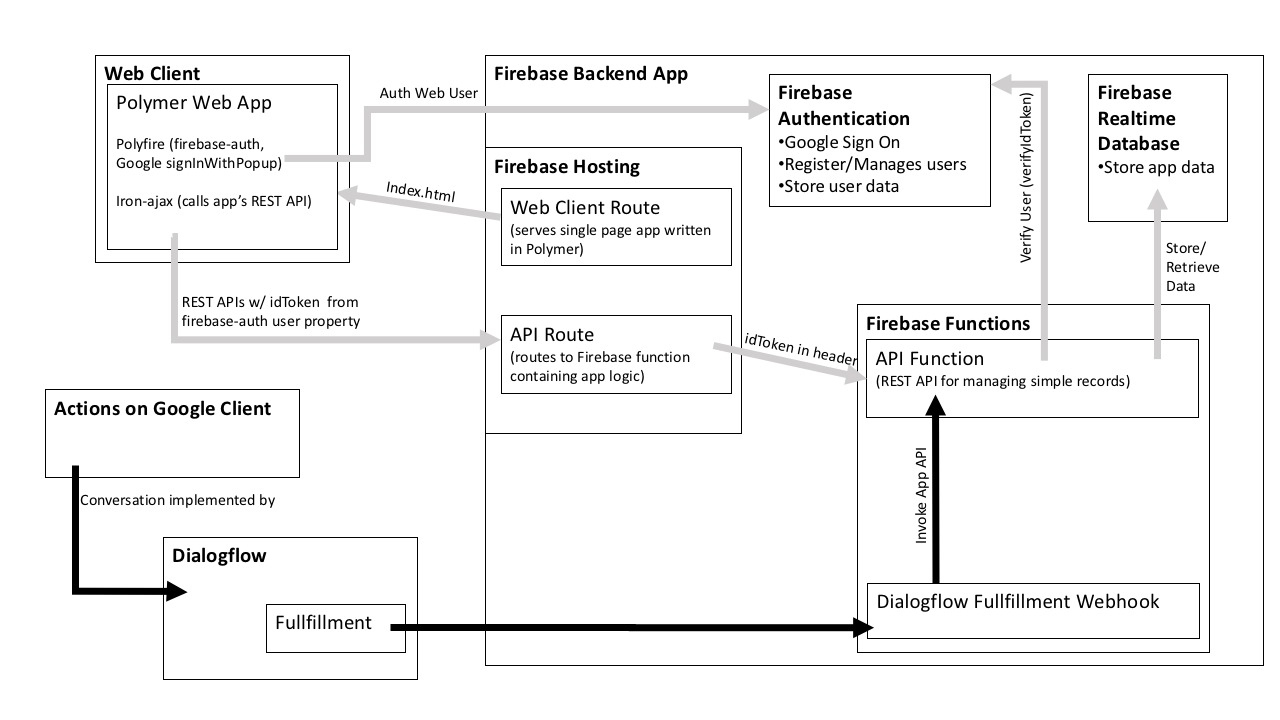 Web Client
Polymer Web App
Polyfire (firebase-auth,
Google signInWithPopup)
Iron-ajax (calls app's REST API)
Auth Web User
Index.html
REST APIs w/ idToken from
firebase-auth user property
Firebase Backend App
Firebase Hosting
Web Client Route
(serves single page app written
in Polymer)
API Route
(routes to Firebase function
containing app logic)
idToken in header
Firebase
Authentication
•Google Sign On
•Register/Manages users
•Store user data
Verify User (verifyIdToken)
Firebase
Realtime
Database
•Store app data
Store/
Retrieve
Data
Firebase Functions
API Function
(REST API for managing simple records)
Invoke App API
Dialogflow Fullfillment Webhook
Actions on Google Client
Conversation implemented by
Dialogflow
Fullfillment